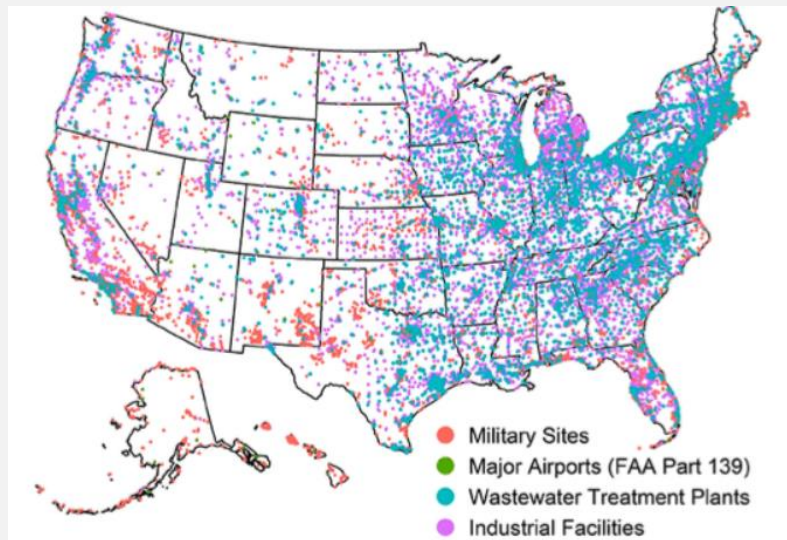 Military Sites
Major Airports (FAA Part 139)
Wastewater Treatment Plants
Industrial Facilities